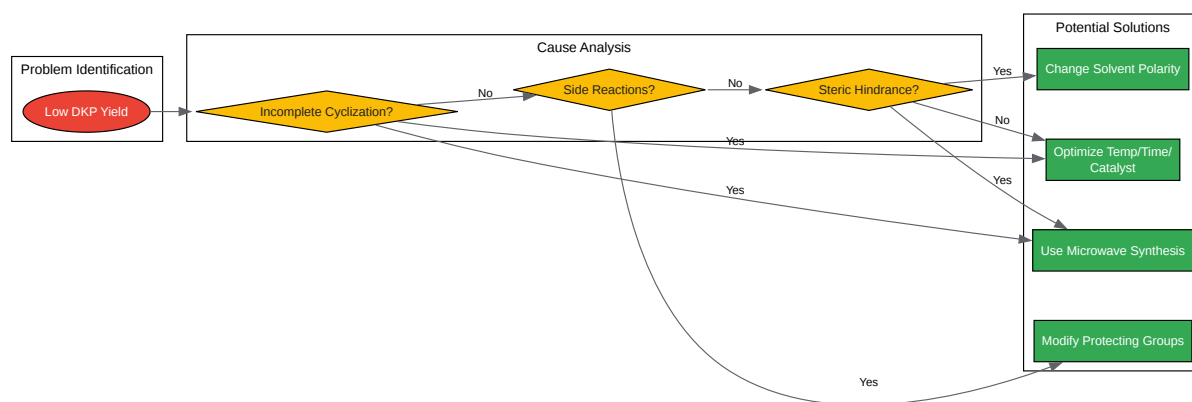 Potential Solutions
Cause Analysis
Problem Identification
Low DKP Yield
Incomplete Cyclization?
No
Side Reactions?
No
Steric Hindrance?
Yes
Change Solvent Polarity
No
Yes
Optimize Temp/Time/
Catalyst
Yes
Yes
Use Microwave Synthesis
Modify Protecting Groups
Yes